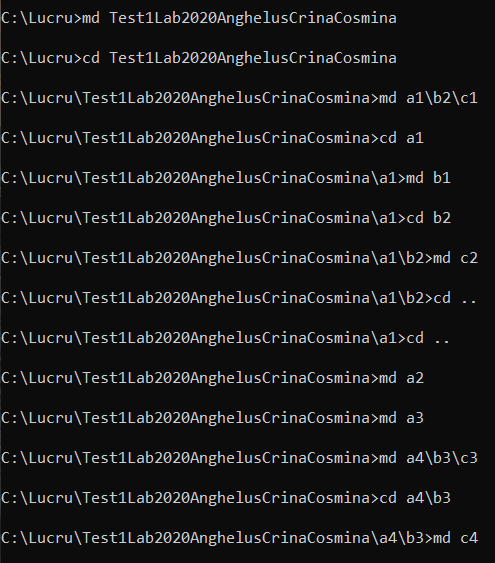 C:\Lucru>md Test1Lab2020AnghelusCrinaCosmina
C:\Lucru>cd Test1Lab2020AnghelusCrinaCosmina
C:\Lucru\Test1Lab2020AnghelusCrinaCosmina>md a1\b2\c1
C:\Lucru\Test1Lab2020AnghelusCrinaCosmina>cd a1
C:\Lucru\Test1Lab2020AnghelusCrinaCosmina\a1>md b1
C:\Lucru\Test1Lab2020AnghelusCrinaCosmina\a1>cd b2
C:\Lucru\Test1Lab2020AnghelusCrinaCosmina\a1\b2>md c2
C:\Lucru\Test1Lab2020AnghelusCrinaCosmina\a1\b2>cd ..
C:\Lucru\Test1Lab2020AnghelusCrinaCosmina\a1>cd ..
C:\Lucru\Test1Lab2020AnghelusCrinaCosmina>md a2
C:\Lucru\Test1Lab2020AnghelusCrinaCosmina>md a3
C:\Lucru\Test1Lab2020AnghelusCrinaCosmina>md a4\b3\c3
C:\Lucru\Test1Lab2020AnghelusCrinaCosmina>cd a4\b3
C:\Lucru\Test1Lab2020AnghelusCrinaCosmina\a4\b3>md c4